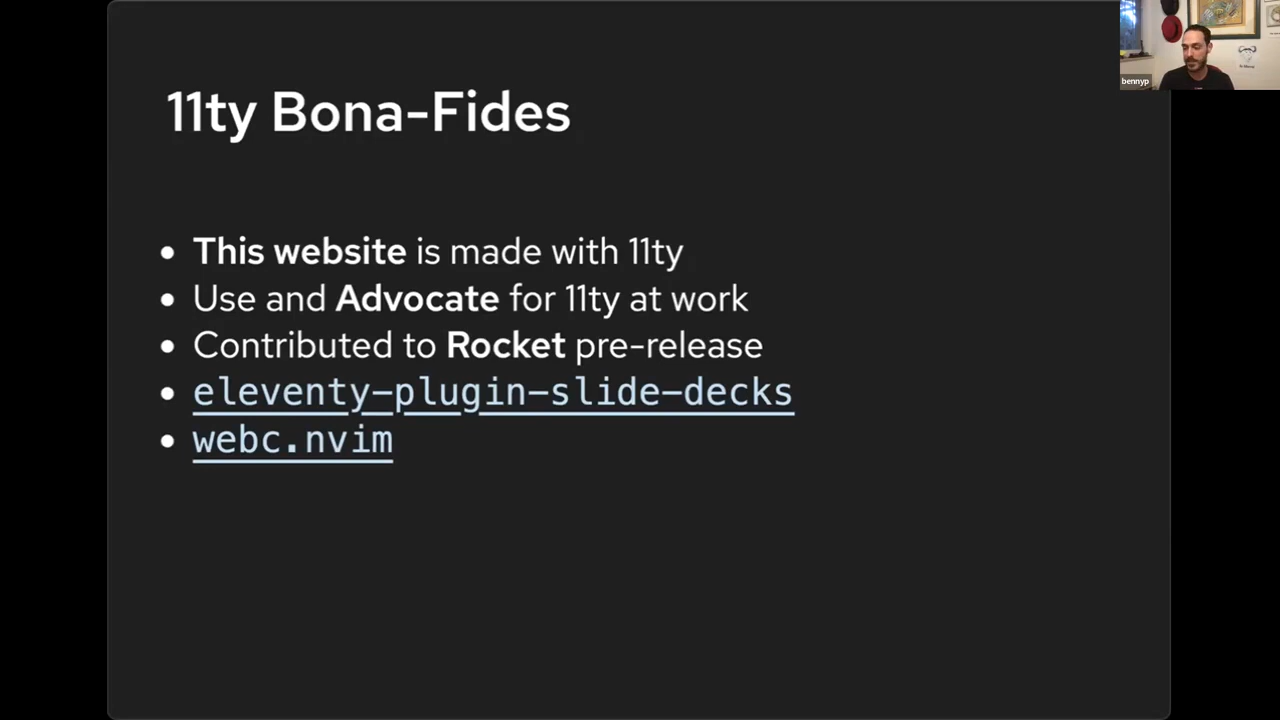 11ty Bona-Fides
This website is made with 11ty
Use and Advocate for 11ty at work
Contributed to Rocket pre-release
eleventy-plugin-slide-decks
webc.nvim
bennyp